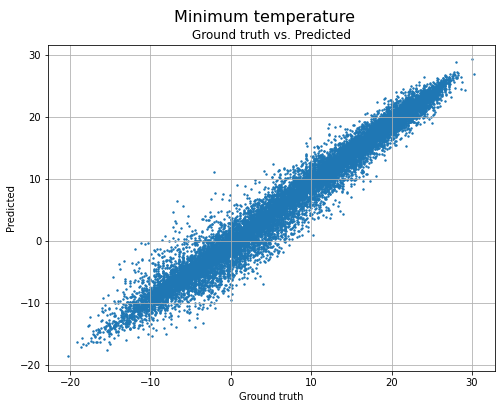 Minimum temperature
Ground truth vs. Predicted
30
20
10
0
−10
−20
Predicted
−20 −10 0 10 20 30
Ground truth